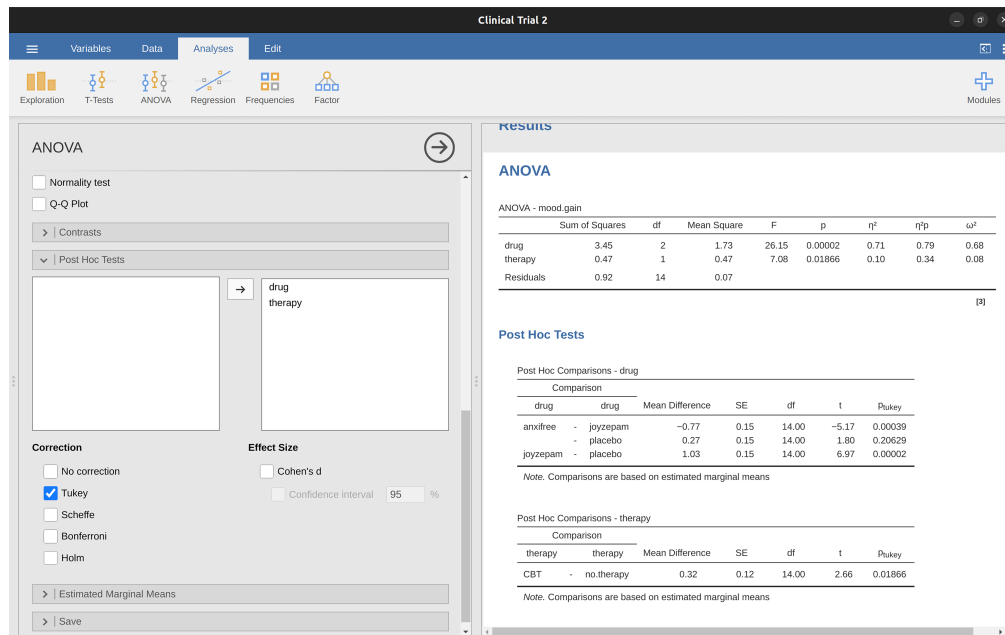 Clinical Trial 2
Variables Data Analyses Edit
Exploration T-Tests ANOVA Regression Frequencies Factor Modules
ANOVA
Normality test
Q-Q Plot
Contrasts
Post Hoc Tests
drug
therapy
Correction Effect Size
No correction Cohen's d
Tukey Confidence interval 95 %
Scheffe
Bonferroni
Holm
Estimated Marginal Means
Save
Results
ANOVA
ANOVA - mood.gain
Sum of Squares df Mean Square F p η² η²p ω²
drug 3.45 2 1.73 26.15 0.00002 0.71 0.79 0.68
therapy 0.47 1 0.47 7.08 0.01866 0.10 0.34 0.08
Residuals 0.92 14 0.07
[3]
Post Hoc Tests
Post Hoc Comparisons - drug
Comparison
drug drug Mean Difference SE df t ptukey
anxifree - joyzepam −0.77 0.15 14.00 −5.17 0.00039
- placebo 0.27 0.15 14.00 1.80 0.20629
joyzepam - placebo 1.03 0.15 14.00 6.97 0.00002
Note. Comparisons are based on estimated marginal means
Post Hoc Comparisons - therapy
Comparison
therapy therapy Mean Difference SE df t ptukey
CBT - no.therapy 0.32 0.12 14.00 2.66 0.01866
Note. Comparisons are based on estimated marginal means